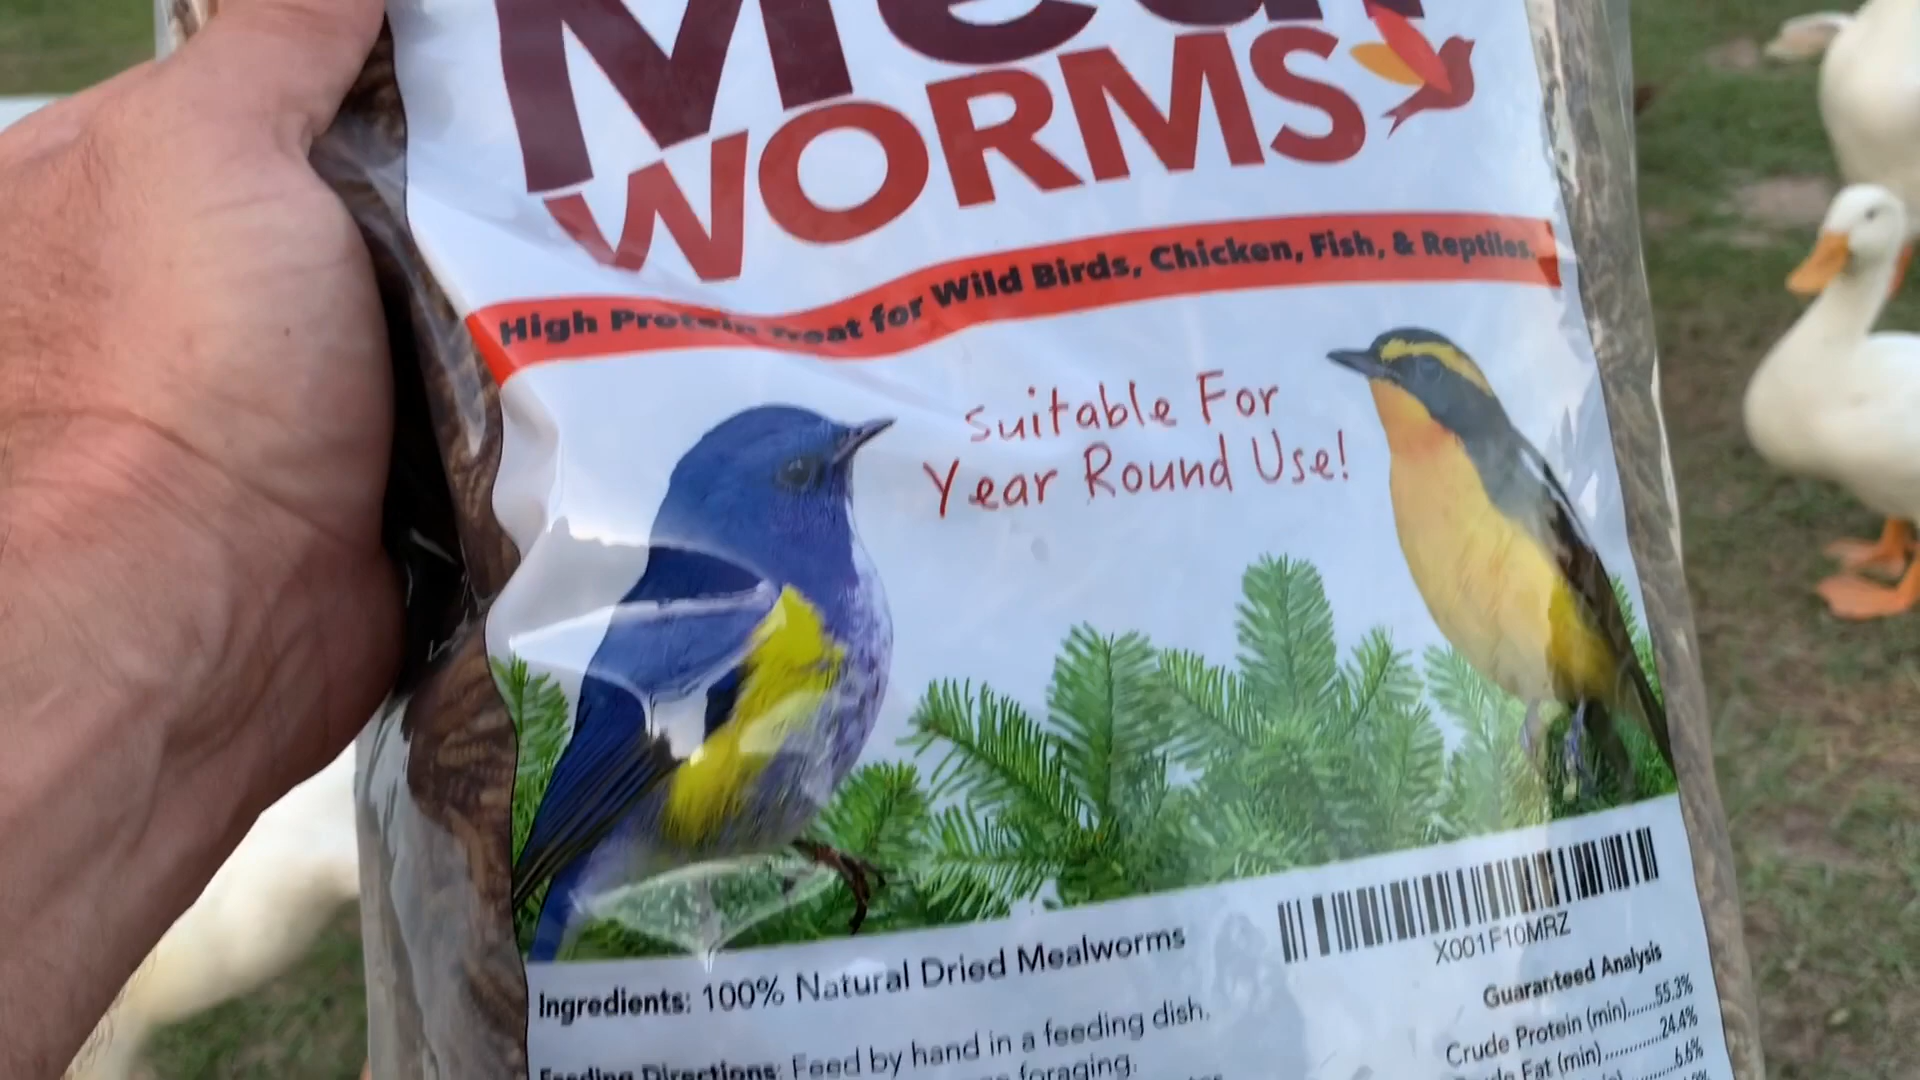 Meal
WORMS
High Protein Treat for Wild Birds, Chicken, Fish, & Reptiles.
Suitable For
Year Round Use!
X001F10MRZ
Ingredients: 100% Natural Dried Mealworms
Guaranteed Analysis
Crude Protein (min)......55.3%
Fat (min)............24.4%
6.6%
Feeding Directions: Feed by hand in a feeding dish,
foraging.